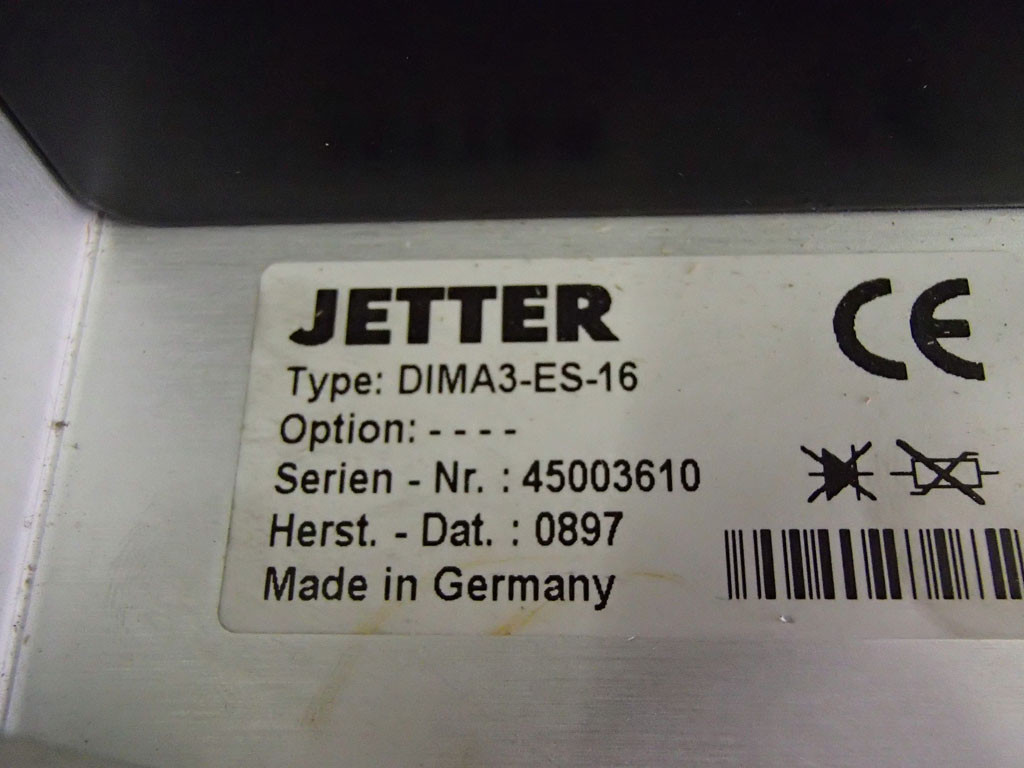 JETTER
CE
Type: DIMA3-ES-16
Option: - - - -
Serien - Nr. : 45003610
Herst. - Dat. : 0897
Made in Germany